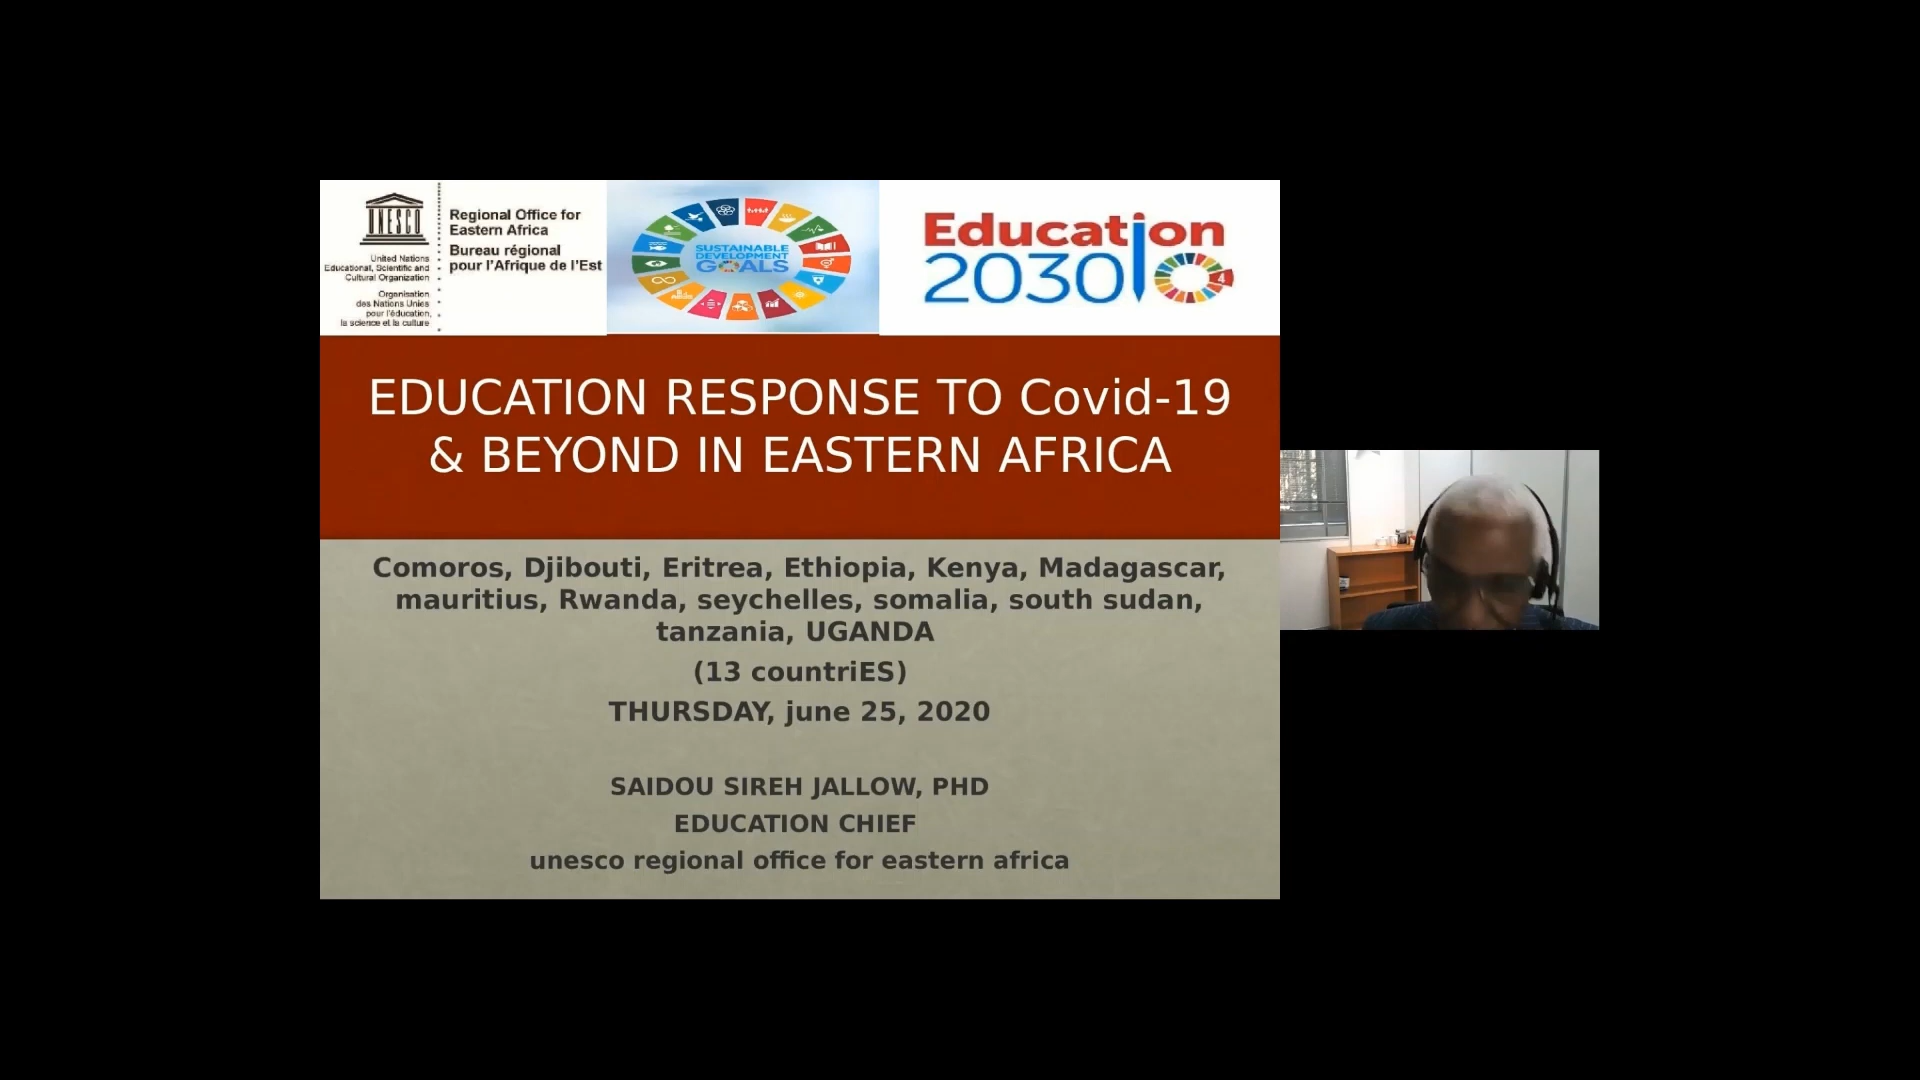 UNESCO
United Nations
Educational, Scientific and
Cultural Organization
Organisation
des Nations Unies
pour l'éducation,
la science et la culture
Regional Office for
Eastern Africa
Bureau régional
pour l'Afrique de l'Est
SUSTAINABLE
DEVELOPMENT
GOALS
Education
2030
4
EDUCATION RESPONSE TO Covid-19
& BEYOND IN EASTERN AFRICA
Comoros, Djibouti, Eritrea, Ethiopia, Kenya, Madagascar,
mauritius, Rwanda, seychelles, somalia, south sudan,
tanzania, UGANDA
(13 countriES)
THURSDAY, june 25, 2020
SAIDOU SIREH JALLOW, PHD
EDUCATION CHIEF
unesco regional office for eastern africa